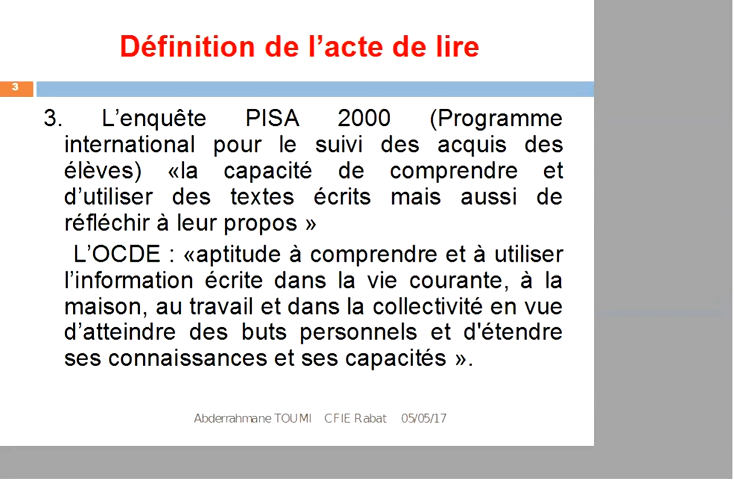 Définition de l’acte de lire
3
3. L’enquête PISA 2000 (Programme
international pour le suivi des acquis des
élèves) «la capacité de comprendre et
d’utiliser des textes écrits mais aussi de
réfléchir à leur propos »
L’OCDE : «aptitude à comprendre et à utiliser
l’information écrite dans la vie courante, à la
maison, au travail et dans la collectivité en vue
d’atteindre des buts personnels et d'étendre
ses connaissances et ses capacités ».
Abderrahmane TOUMI CFIE Rabat 05/05/17